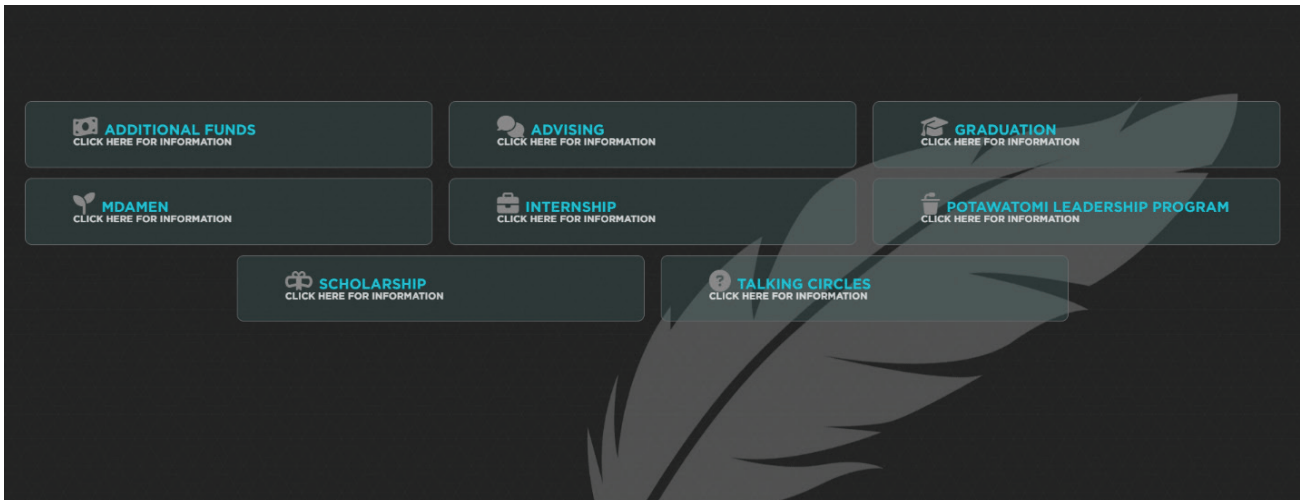 ADDITIONAL FUNDS
CLICK HERE FOR INFORMATION
ADVISING
CLICK HERE FOR INFORMATION
GRADUATION
CLICK HERE FOR INFORMATION
MDAMEN
CLICK HERE FOR INFORMATION
INTERNSHIP
CLICK HERE FOR INFORMATION
POTAWATOMI LEADERSHIP PROGRAM
CLICK HERE FOR INFORMATION
SCHOLARSHIP
CLICK HERE FOR INFORMATION
TALKING CIRCLES
CLICK HERE FOR INFORMATION